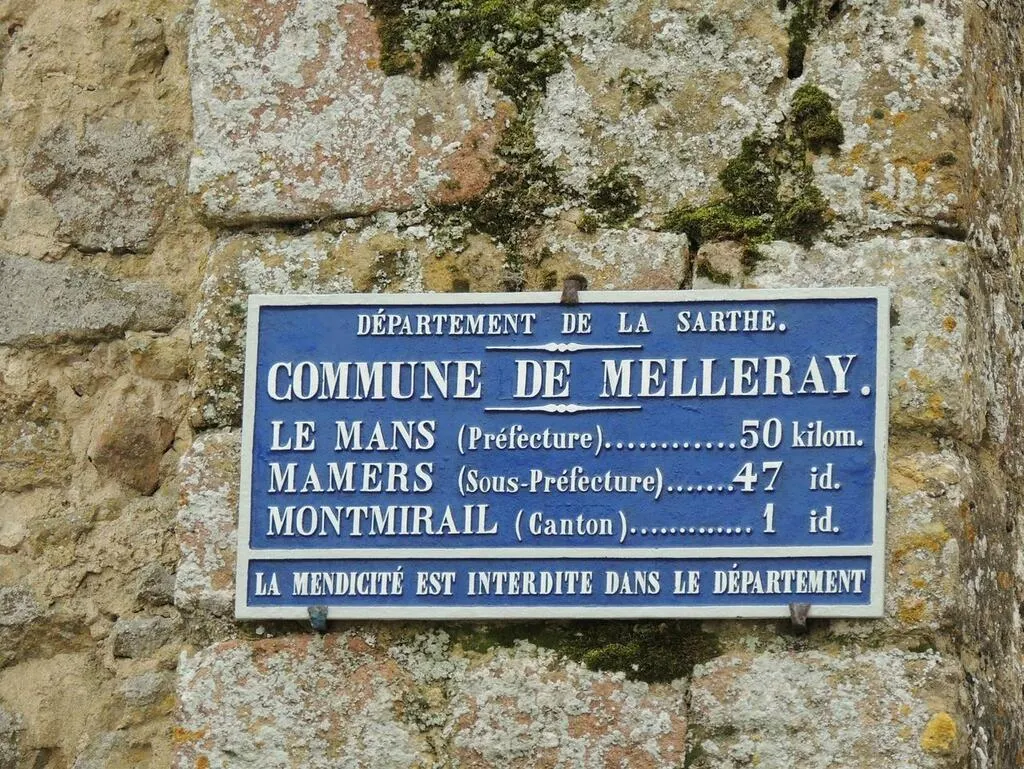 DÉPARTEMENT DE LA SARTHE.
COMMUNE DE MELLERAY.
LE MANS (Préfecture)............50 kilom.
MAMERS (Sous-Préfecture).......47 id.
MONTMIRAIL (Canton)............. 1 id.
LA MENDICITÉ EST INTERDITE DANS LE DÉPARTEMENT